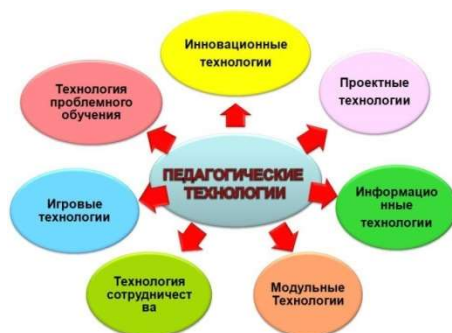 Инновационные
технологии
Технология
проблемного
обучения
Проектные
технологии
ПЕДАГОГИЧЕСКИЕ
ТЕХНОЛОГИИ
Игровые
технологии
Информацио
нные
технологии
Технология
сотрудничест
ва
Модульные
Технологии